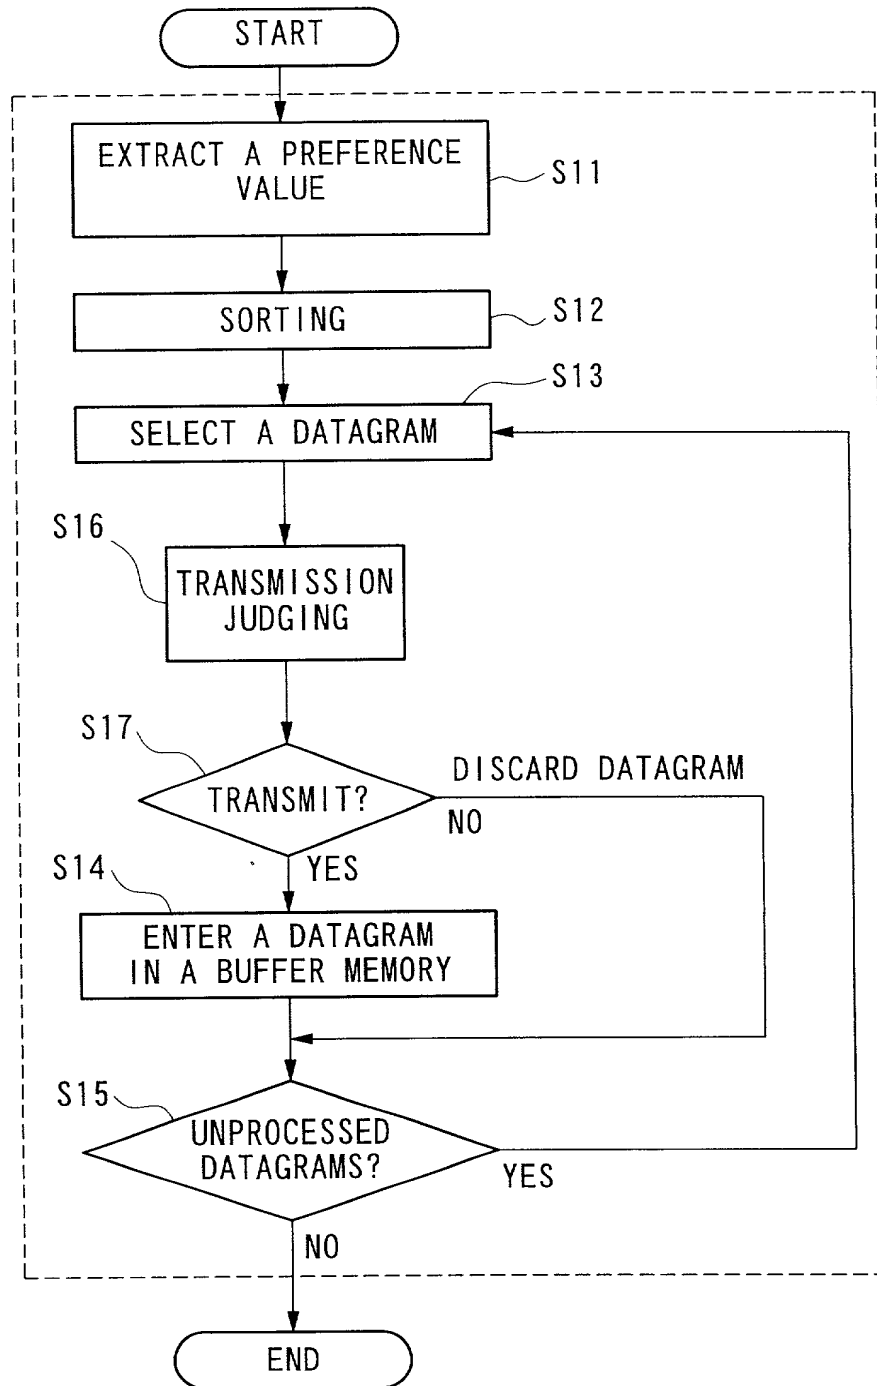 START
EXTRACT A PREFERENCE
VALUE
S11
SORTING
S12
S13
SELECT A DATAGRAM
S16
TRANSMISSION
JUDGING
S17
TRANSMIT?
DISCARD DATAGRAM
NO
YES
S14
ENTER A DATAGRAM
IN A BUFFER MEMORY
S15
UNPROCESSED
DATAGRAMS?
YES
NO
END